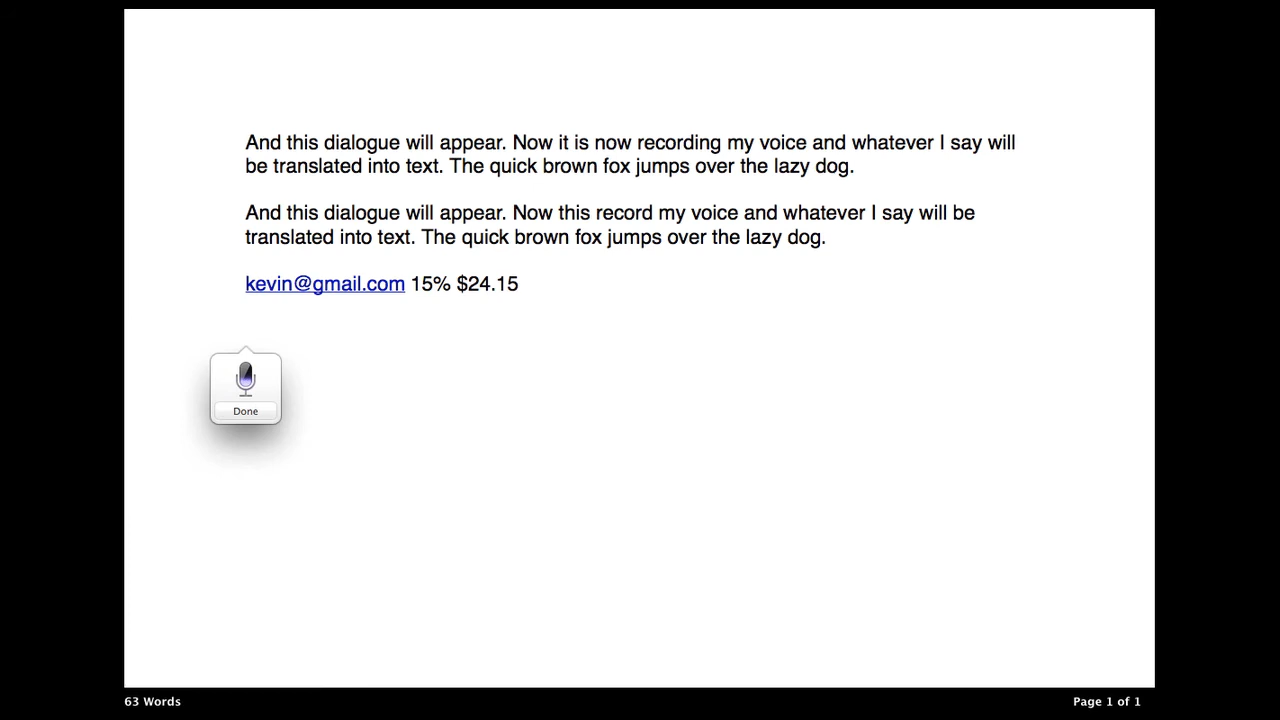 And this dialogue will appear. Now it is now recording my voice and whatever I say will
be translated into text. The quick brown fox jumps over the lazy dog.
And this dialogue will appear. Now this record my voice and whatever I say will be
translated into text. The quick brown fox jumps over the lazy dog.
kevin@gmail.com 15% $24.15
Done
63 Words
Page 1 of 1